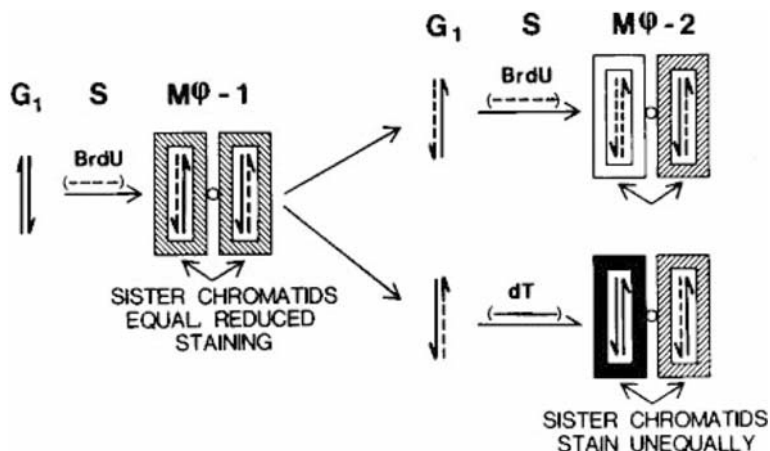 G₁ S Mφ-1
BrdU
(----)
SISTER CHROMATIDS
EQUAL, REDUCED
STAINING
G₁ S Mφ-2
BrdU
(----)
dT
SISTER CHROMATIDS
STAIN UNEQUALLY